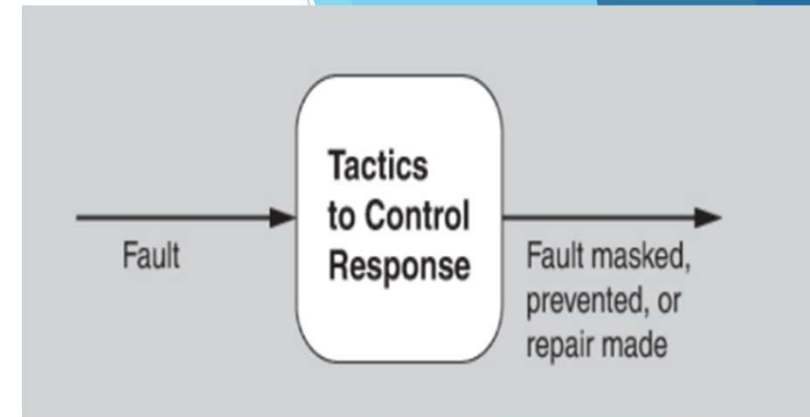 Fault
Tactics
to Control
Response
Fault masked,
prevented, or
repair made